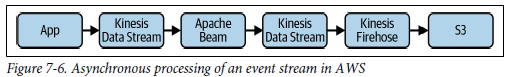 App
Kinesis
Data Stream
Apache
Beam
Kinesis
Data Stream
Kinesis
Firehose
S3
Figure 7-6. Asynchronous processing of an event stream in AWS